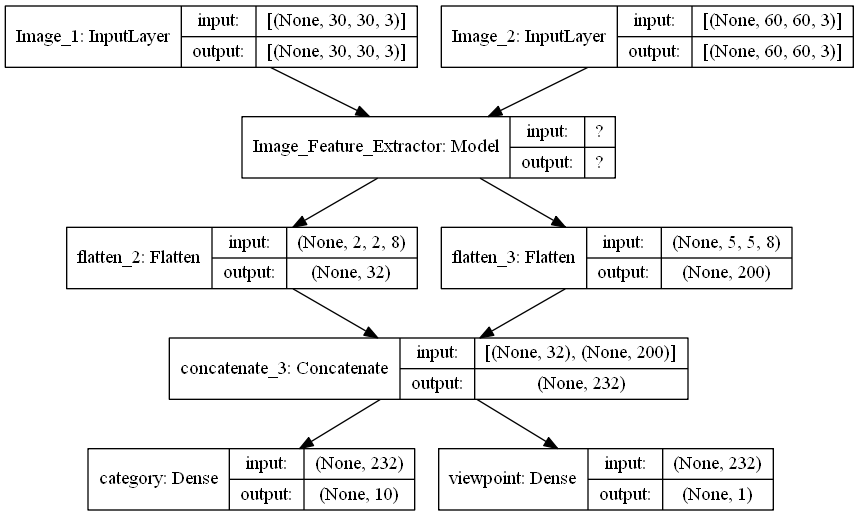 Image_1: InputLayer
input: [(None, 30, 30, 3)]
output: [(None, 30, 30, 3)]
Image_2: InputLayer
input: [(None, 60, 60, 3)]
output: [(None, 60, 60, 3)]
Image_Feature_Extractor: Model
input: ?
output: ?
flatten_2: Flatten
input: (None, 2, 2, 8)
output: (None, 32)
flatten_3: Flatten
input: (None, 5, 5, 8)
output: (None, 200)
concatenate_3: Concatenate
input: [(None, 32), (None, 200)]
output: (None, 232)
category: Dense
input: (None, 232)
output: (None, 10)
viewpoint: Dense
input: (None, 232)
output: (None, 1)